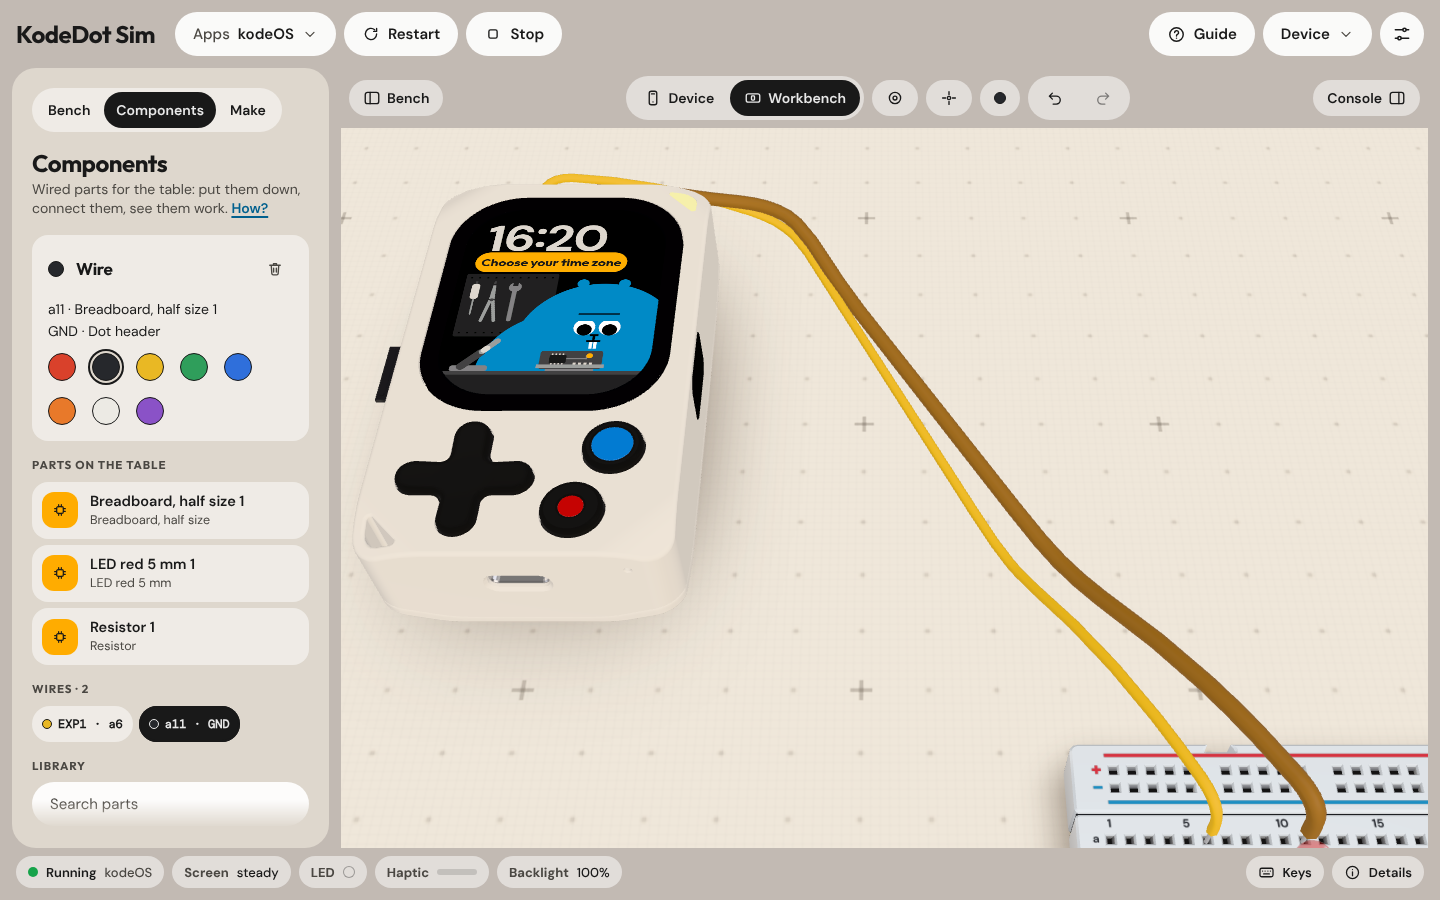 KodeDot Sim
Apps kodeOS
Restart
Stop
Guide
Device
Bench
Components
Make
Bench
Device
Workbench
Console
Components
Wired parts for the table: put them down,
connect them, see them work. How?
Wire
a11 · Breadboard, half size 1
GND · Dot header
PARTS ON THE TABLE
Breadboard, half size 1
Breadboard, half size
LED red 5 mm 1
LED red 5 mm
Resistor 1
Resistor
WIRES · 2
EXP1 · a6
a11 · GND
LIBRARY
Search parts
16:20
Choose your time zone
+
−
1 5 10 15
a
Running kodeOS
Screen steady
LED
Haptic
Backlight 100%
Keys
Details